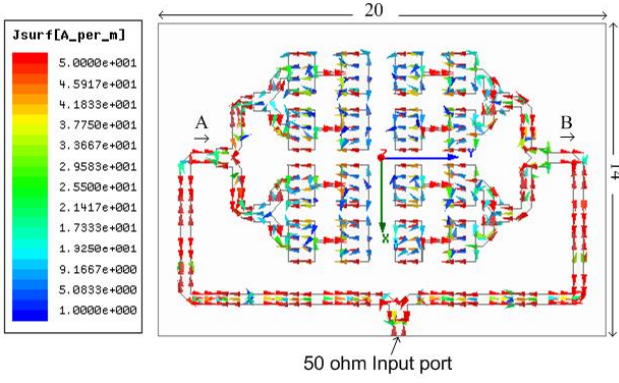 20
Jsurf[A_per_m]
5.0000e+001
4.5917e+001
4.1833e+001
3.7750e+001
3.3667e+001
2.9583e+001
2.5500e+001
2.1417e+001
1.7333e+001
1.3250e+001
9.1667e+000
5.0833e+000
1.0000e+000
A
B
Z
Y
X
14
50 ohm Input port